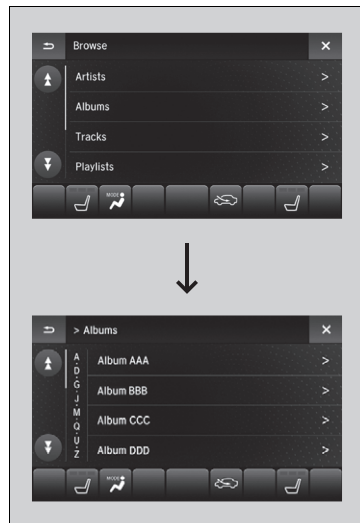 Browse
Artists
Albums
Tracks
Playlists
MODE
> Albums
A
D
G
J
M
Q
U
Z
Album AAA
Album BBB
Album CCC
Album DDD
MODE